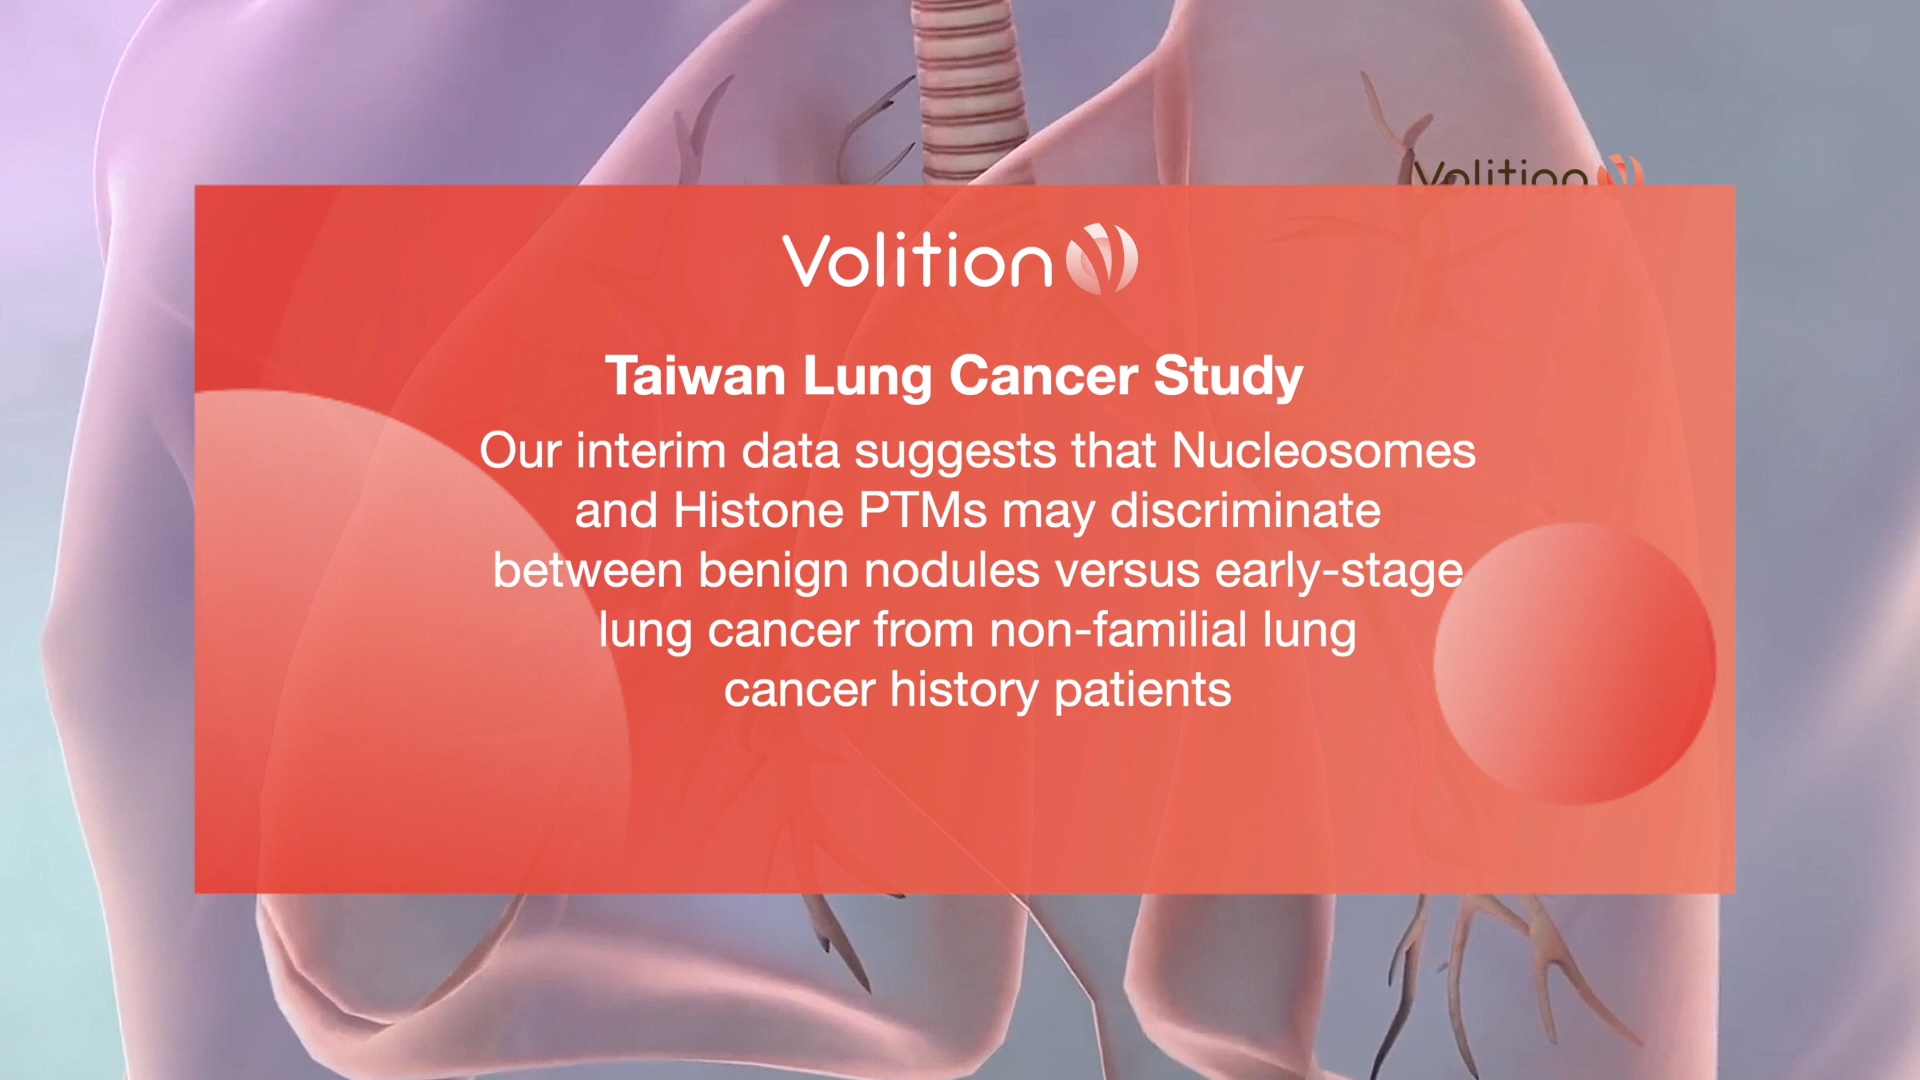 Volition
Volition
Taiwan Lung Cancer Study
Our interim data suggests that Nucleosomes
and Histone PTMs may discriminate
between benign nodules versus early-stage
lung cancer from non-familial lung
cancer history patients